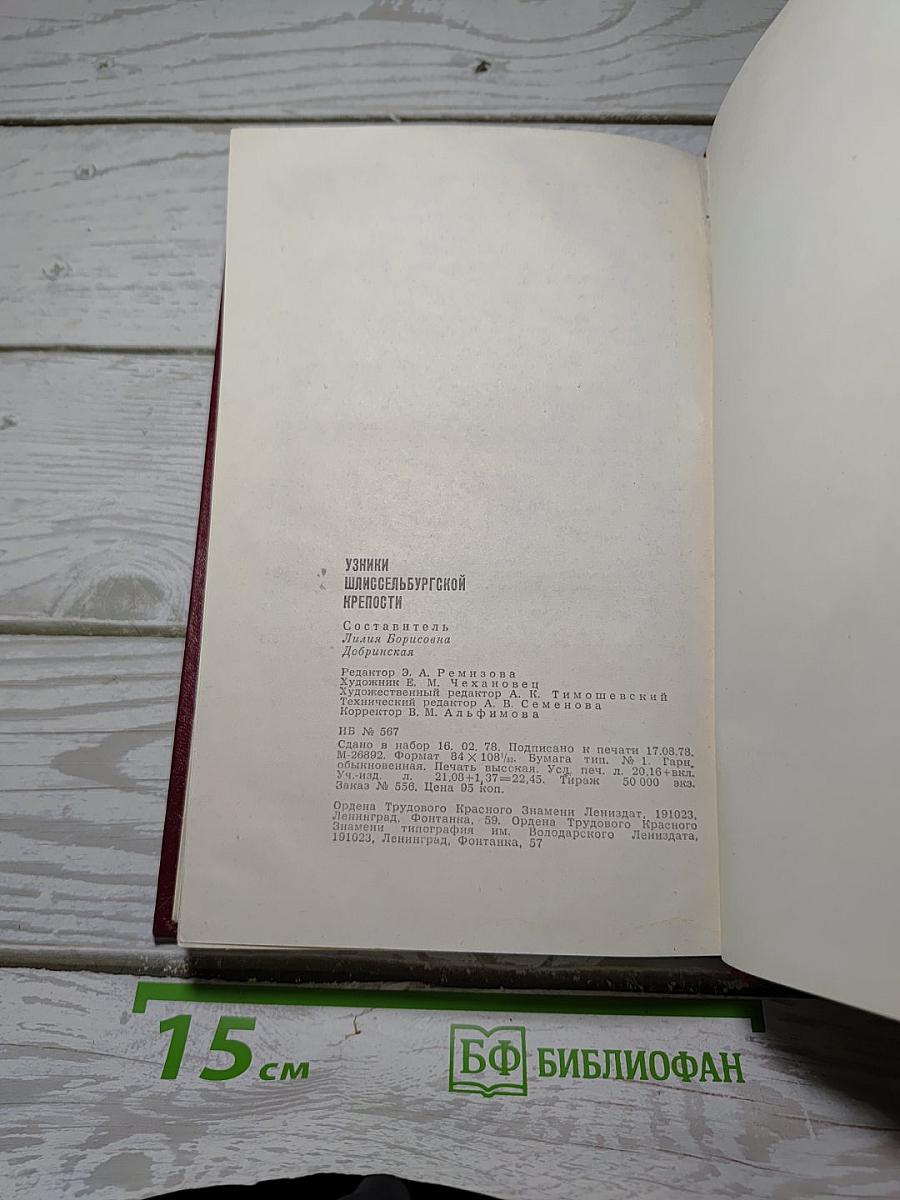 УЗНИКИ
ШЛИССЕЛЬБУРГСКОЙ
КРЕПОСТИ
Составитель
Лилия Борисовна
Добринская
Редактор Э. А. Ремизова
Художник Е. М. Чехановец
Художественный редактор А. К. Тимошевский
Технический редактор А. В. Семенова
Корректор В. М. Альфимова
ИБ № 567
Сдано в набор 16. 02. 78. Подписано к печати 17.08.78.
М-26892. Формат 84×108¹/₃₂. Бумага тип. № 1. Гарн.
обыкновенная. Печать высокая. Усл. печ. л. 20,16+вкл.
Уч.-изд. л. 21,08+1,37=22,45. Тираж 50 000 экз.
Заказ № 556. Цена 95 коп.
Ордена Трудового Красного Знамени Лениздат, 191023,
Ленинград, Фонтанка, 59. Ордена Трудового Красного
Знамени типография им. Володарского Лениздата,
191023, Ленинград, Фонтанка, 57
15 см
БФ БИБЛИОФАН